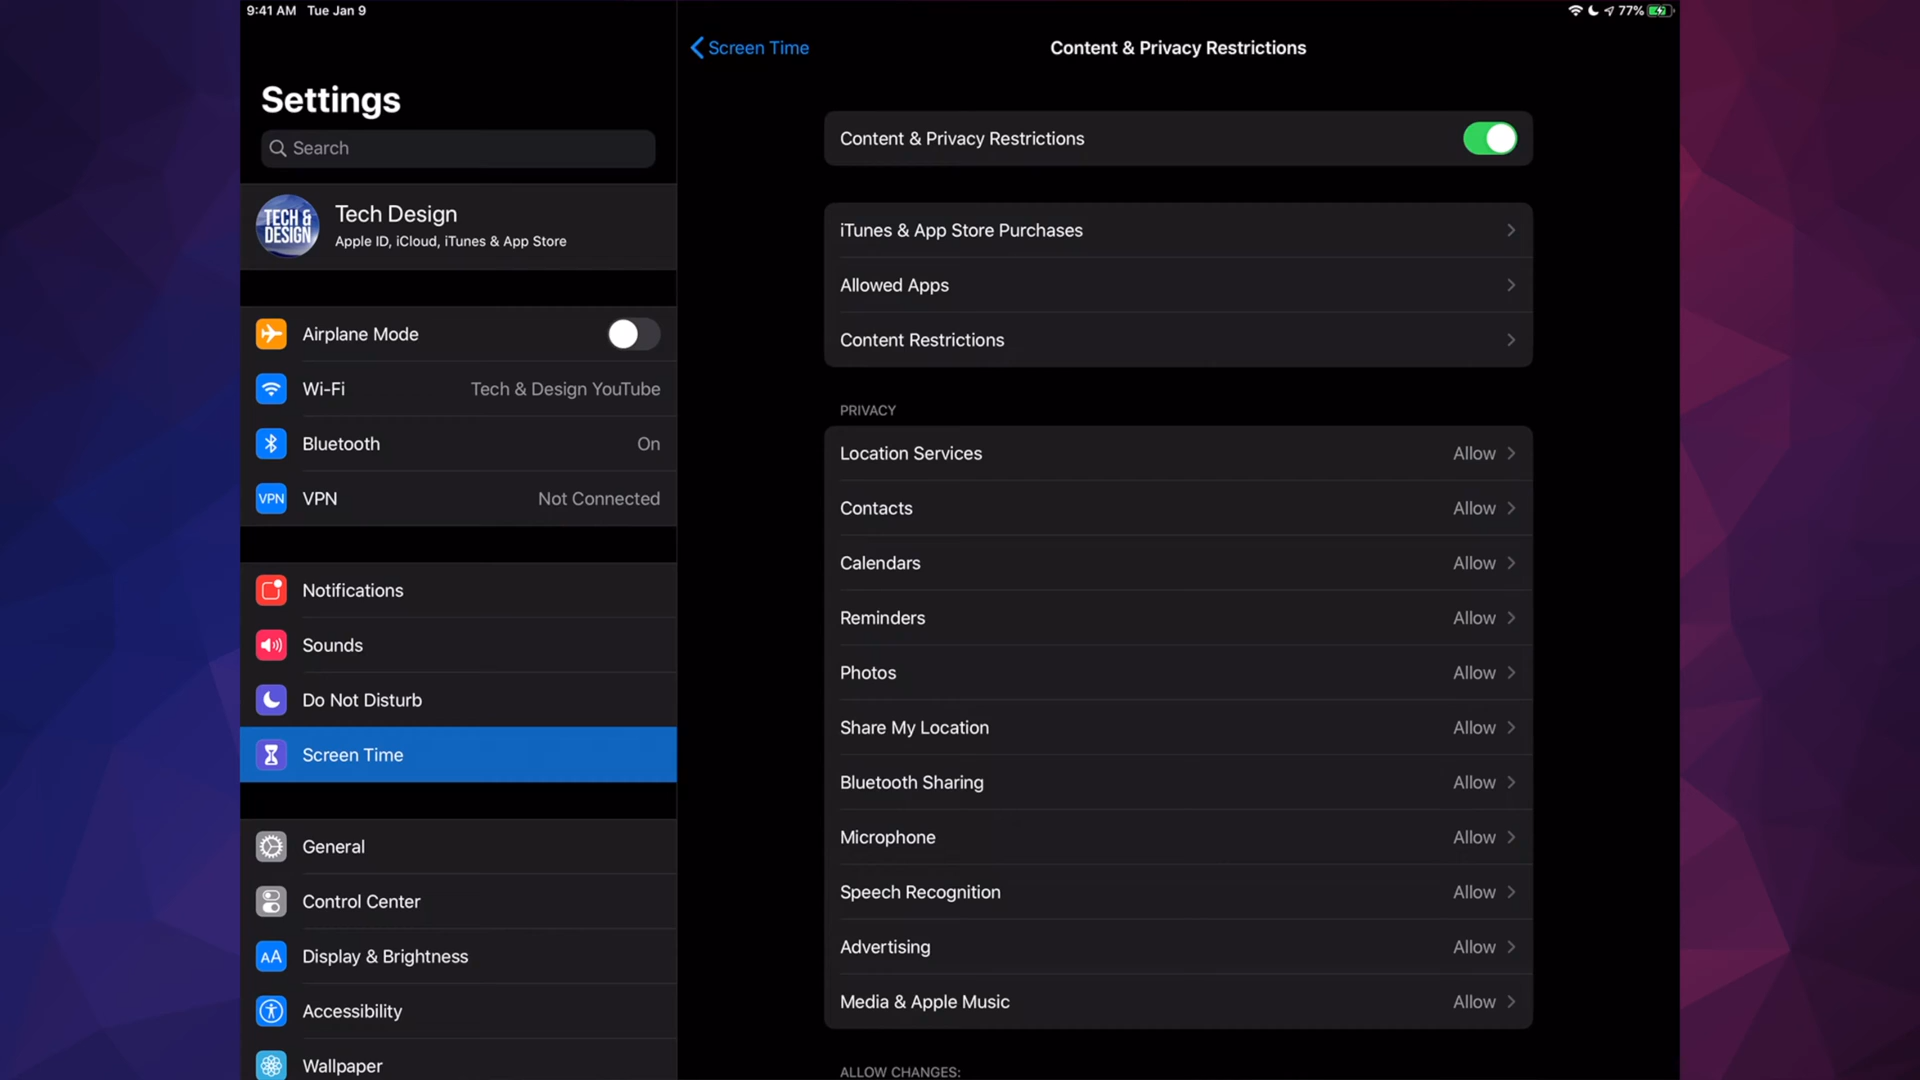 9:41 AM Tue Jan 9
77%
Settings
Search
TECH &
DESIGN
Tech Design
Apple ID, iCloud, iTunes & App Store
Airplane Mode
Wi-Fi Tech & Design YouTube
Bluetooth On
VPN VPN Not Connected
Notifications
Sounds
Do Not Disturb
Screen Time
General
Control Center
AA Display & Brightness
Accessibility
Wallpaper
Screen Time
Content & Privacy Restrictions
Content & Privacy Restrictions
iTunes & App Store Purchases
Allowed Apps
Content Restrictions
PRIVACY
Location Services Allow
Contacts Allow
Calendars Allow
Reminders Allow
Photos Allow
Share My Location Allow
Bluetooth Sharing Allow
Microphone Allow
Speech Recognition Allow
Advertising Allow
Media & Apple Music Allow
ALLOW CHANGES: